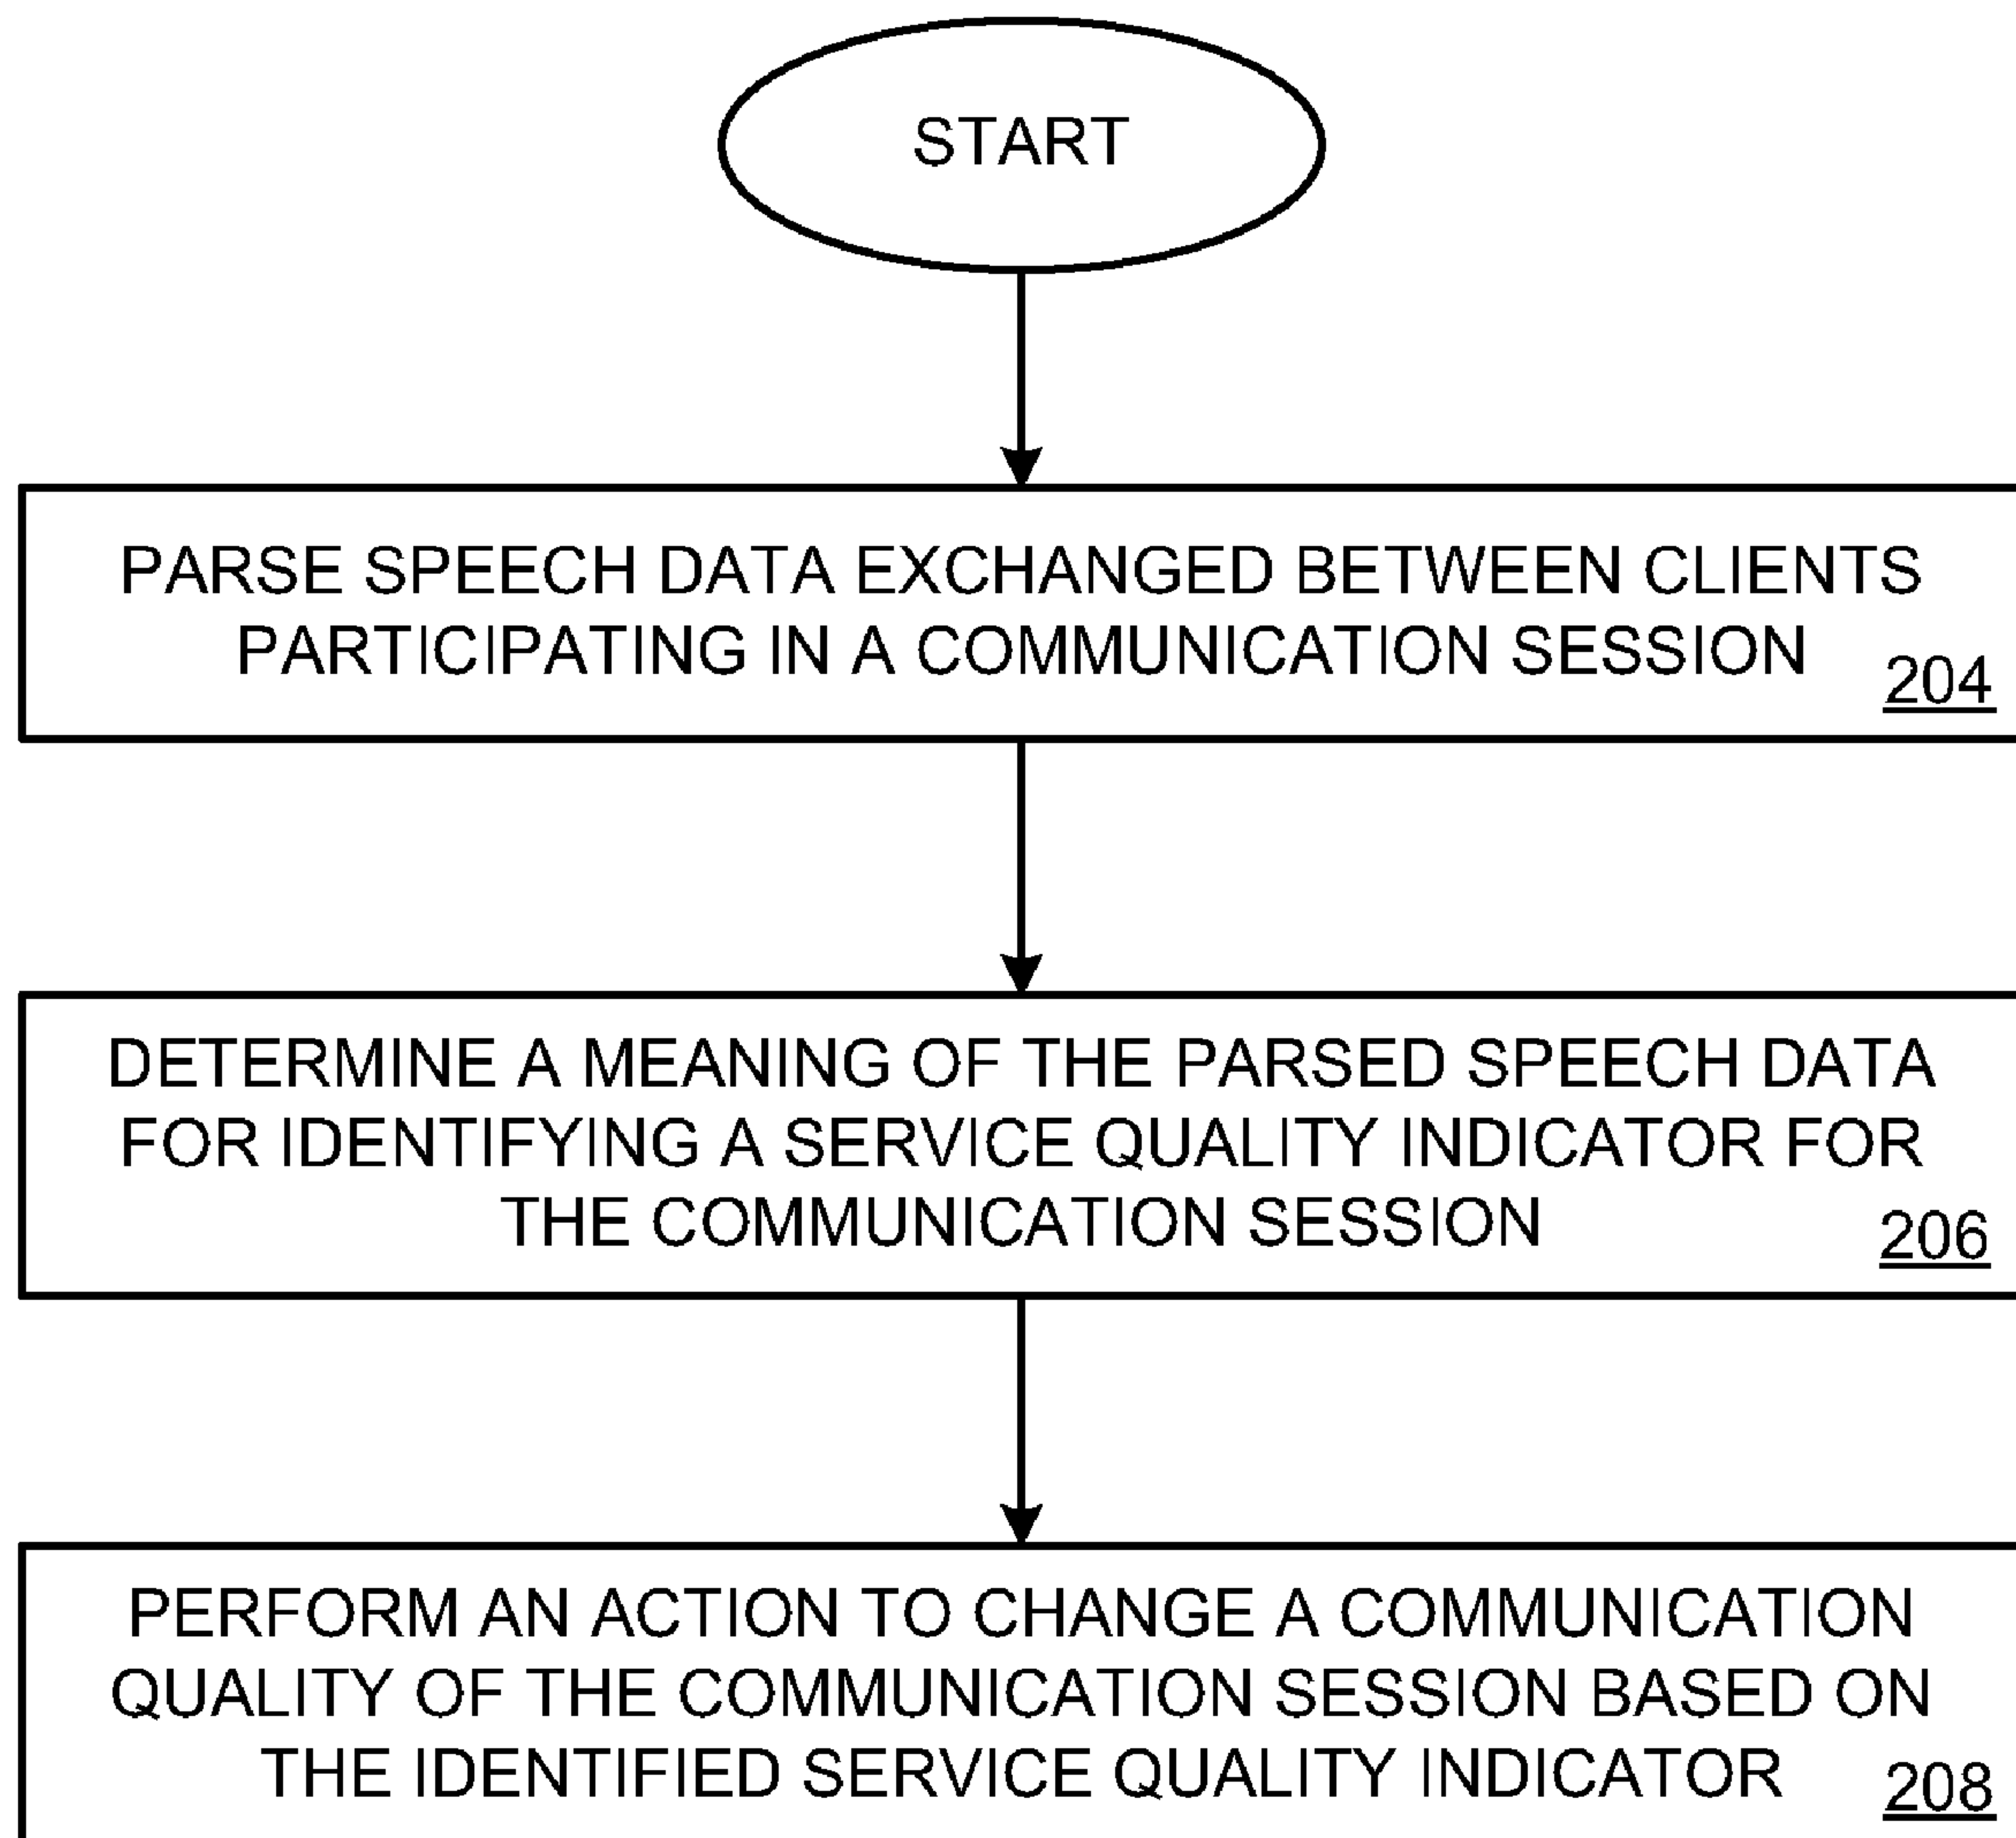 START
PARSE SPEECH DATA EXCHANGED BETWEEN CLIENTS
PARTICIPATING IN A COMMUNICATION SESSION
204
DETERMINE A MEANING OF THE PARSED SPEECH DATA
FOR IDENTIFYING A SERVICE QUALITY INDICATOR FOR
THE COMMUNICATION SESSION
206
PERFORM AN ACTION TO CHANGE A COMMUNICATION
QUALITY OF THE COMMUNICATION SESSION BASED ON
THE IDENTIFIED SERVICE QUALITY INDICATOR
208